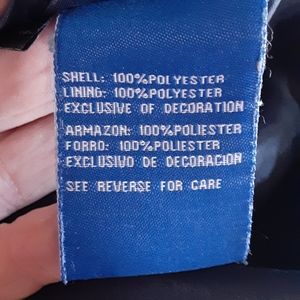 SHELL: 100%POLYESTER
LINING: 100%POLYESTER
EXCLUSIVE OF DECORATION
ARMAZON: 100%POLIESTER
FORRO: 100%POLIESTER
EXCLUSIVO DE DECORACION
SEE REVERSE FOR CARE